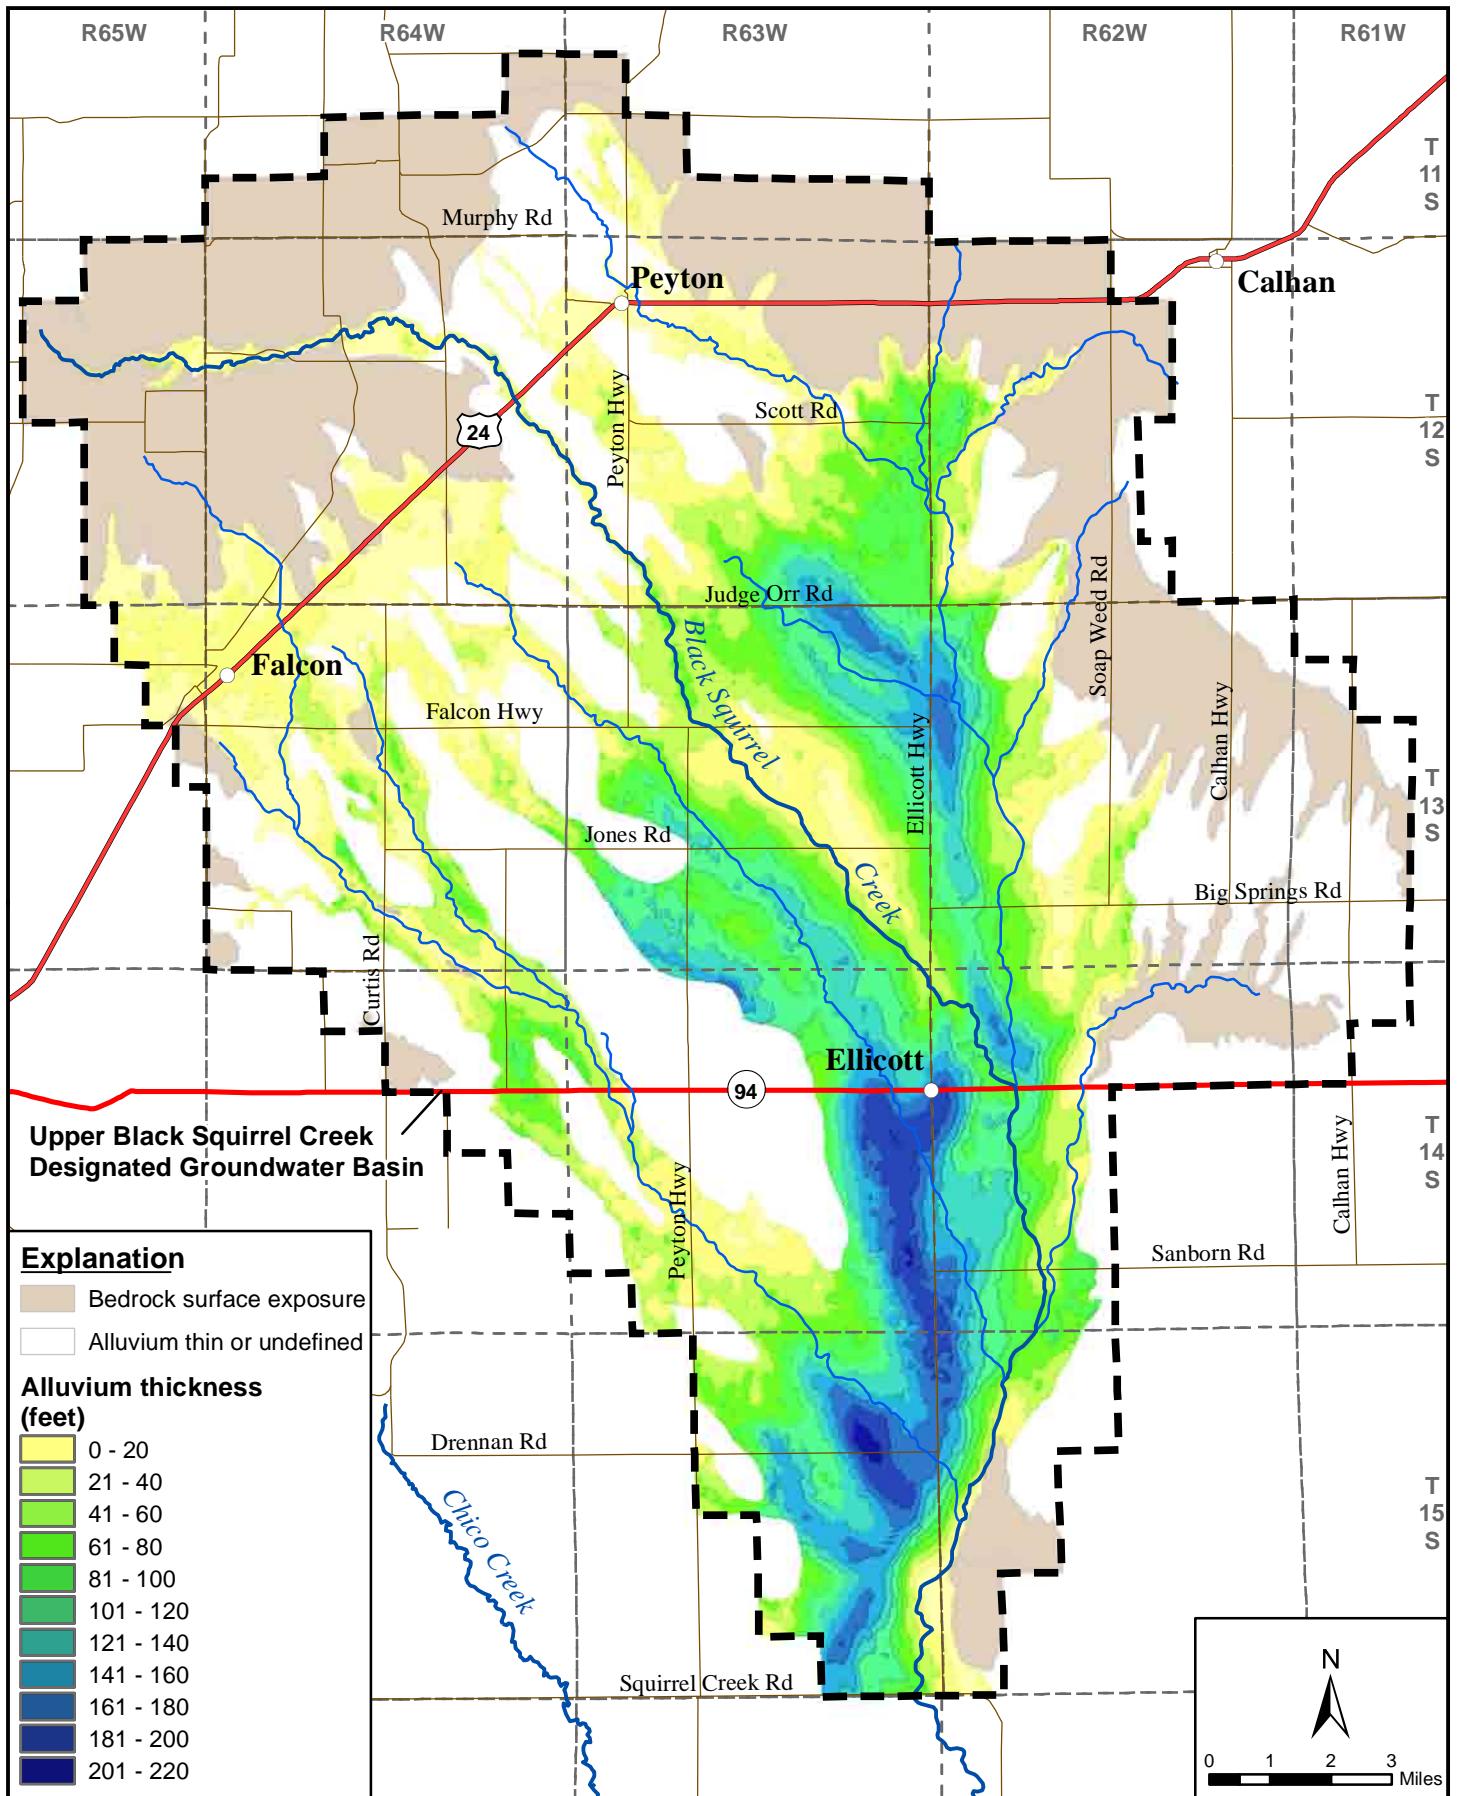 R65W
R64W
R63W
R62W
R61W
T
11
S
Murphy Rd
Peyton
Calhan
24
Peyton Hwy
Scott Rd
T
12
S
Judge Orr Rd
Soap Weed Rd
Black Squirrel
Creek
Falcon
Falcon Hwy
Ellicott Hwy
Calhan Hwy
T
13
S
Jones Rd
Big Springs Rd
Curtis Rd
Ellicott
94
Upper Black Squirrel Creek
Designated Groundwater Basin
T
14
S
Calhan Hwy
Peyton Hwy
Sanborn Rd
Explanation
Bedrock surface exposure
Alluvium thin or undefined
Alluvium thickness
(feet)
0 - 20
21 - 40
41 - 60
61 - 80
81 - 100
101 - 120
121 - 140
141 - 160
161 - 180
181 - 200
201 - 220
Drennan Rd
Chico Creek
T
15
S
Squirrel Creek Rd
N
0 1 2 3
Miles